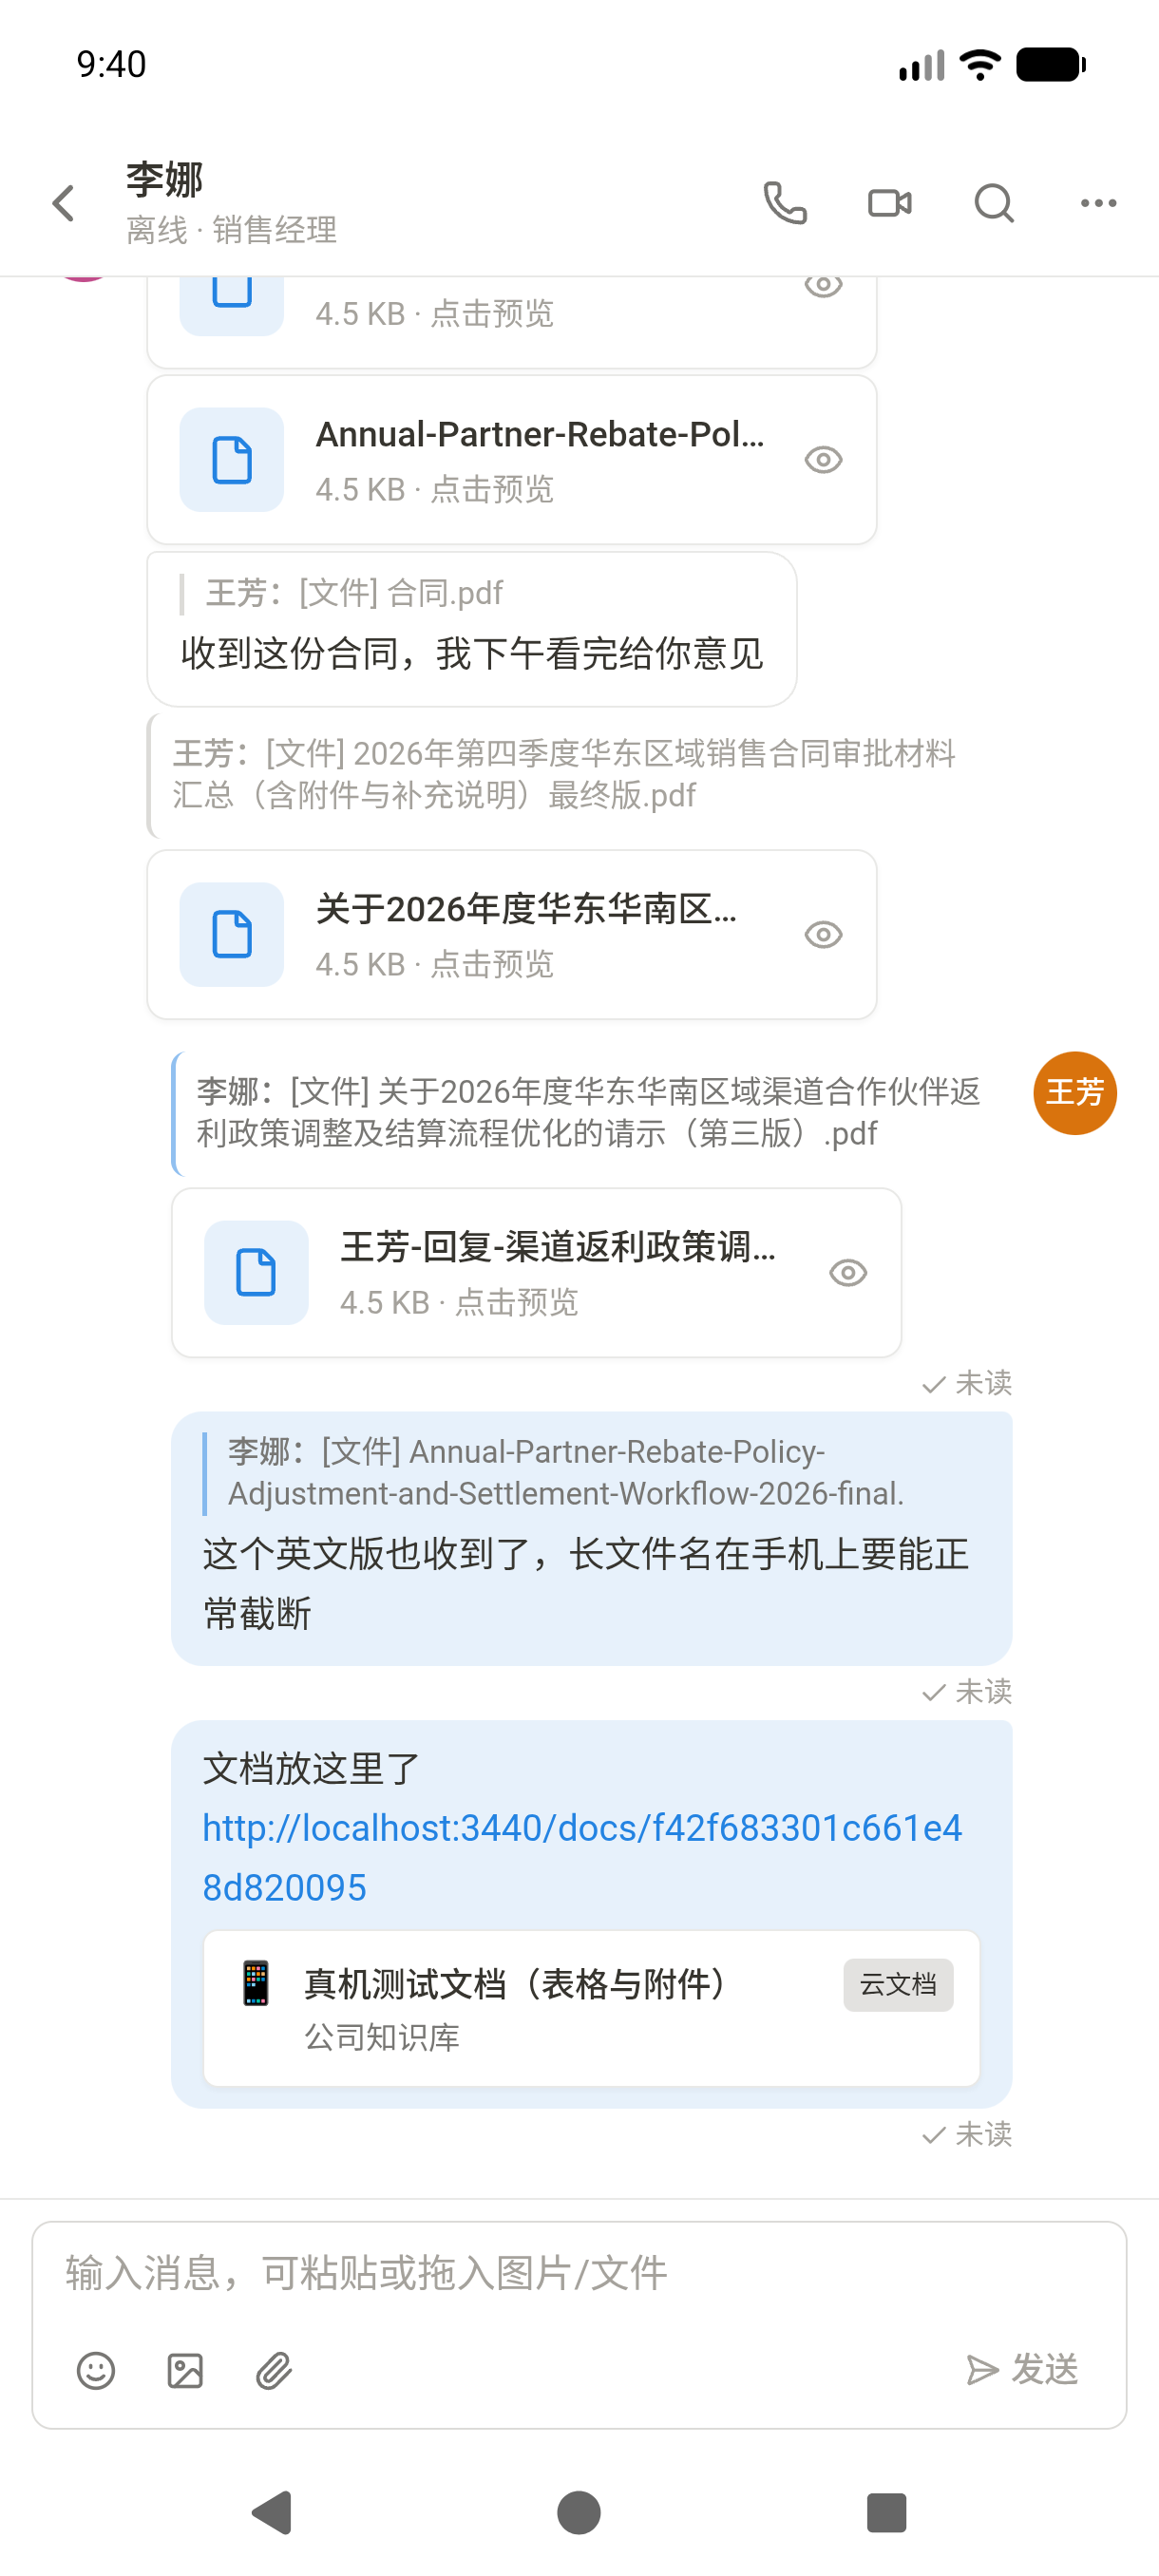 9:40
李娜
离线 · 销售经理
4.5 KB · 点击预览
Annual-Partner-Rebate-Pol...
4.5 KB · 点击预览
王芳：[文件] 合同.pdf
收到这份合同，我下午看完给你意见
王芳：[文件] 2026年第四季度华东区域销售合同审批材料
汇总（含附件与补充说明）最终版.pdf
关于2026年度华东华南区...
4.5 KB · 点击预览
王芳
李娜：[文件] 关于2026年度华东华南区域渠道合作伙伴返
利政策调整及结算流程优化的请示（第三版）.pdf
王芳-回复-渠道返利政策调...
4.5 KB · 点击预览
未读
李娜：[文件] Annual-Partner-Rebate-Policy-
Adjustment-and-Settlement-Workflow-2026-final.
这个英文版也收到了，长文件名在手机上要能正
常截断
未读
文档放这里了
http://localhost:3440/docs/f42f683301c661e4
8d820095
真机测试文档（表格与附件）
云文档
公司知识库
未读
输入消息，可粘贴或拖入图片/文件
发送